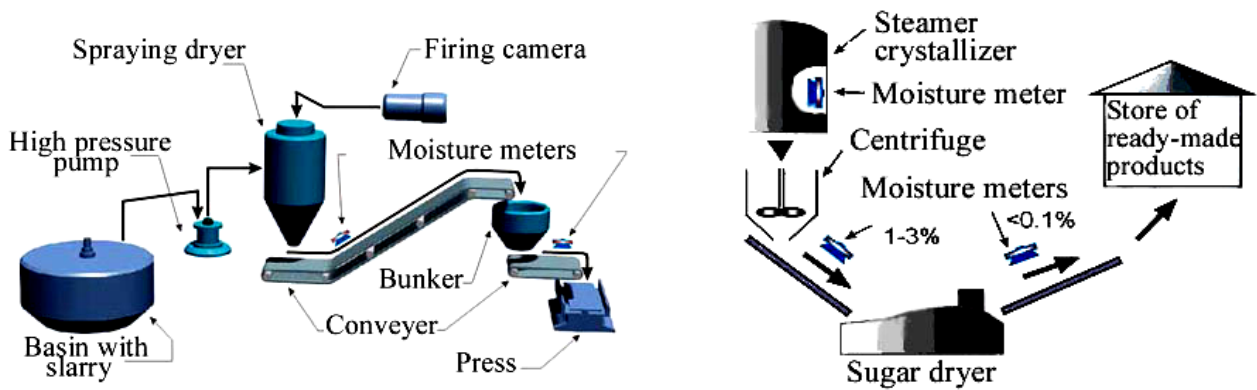 Spraying dryer
Firing camera
High pressure
pump
Moisture meters
Bunker
Conveyer
Basin with
slarry
Press
Steamer
crystallizer
Moisture meter
Centrifuge
Store of
ready-made
products
Moisture meters
1-3%
<0.1%
Sugar dryer